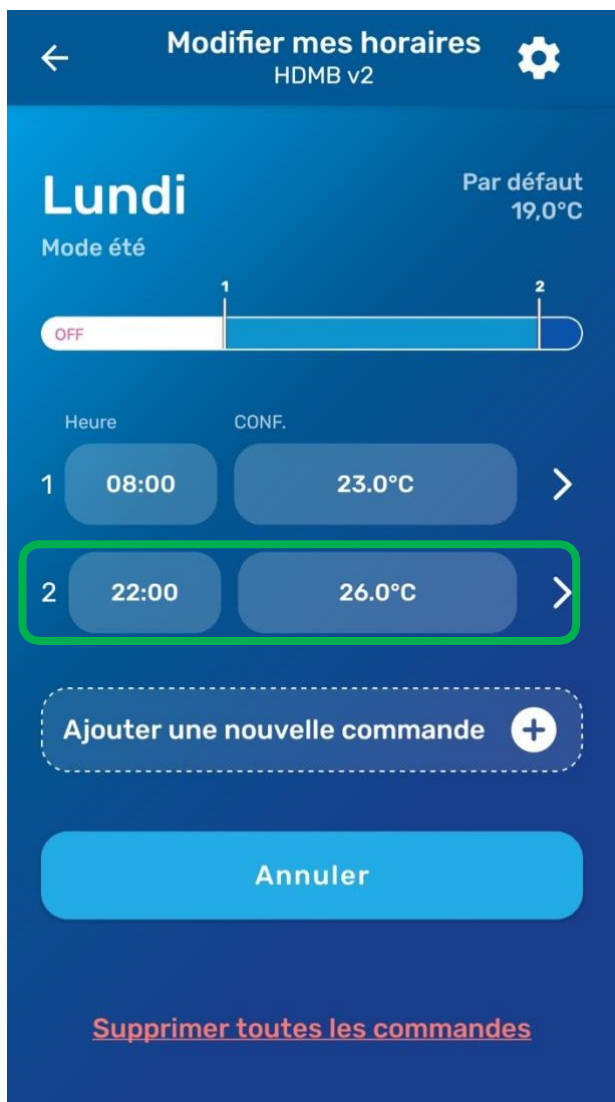 Modifier mes horaires
HDMB v2
Lundi
Par défaut
19,0°C
Mode été
1
2
OFF
Heure CONF.
1 08:00 23.0°C
2 22:00 26.0°C
Ajouter une nouvelle commande
Annuler
Supprimer toutes les commandes